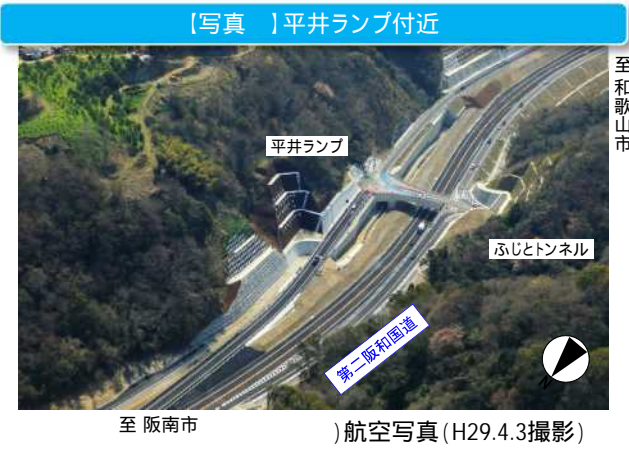 【写真　】平井ランプ付近
至 和歌山市
平井ランプ
ふじとトンネル
第二阪和国道
N
至 阪南市
)航空写真(H29.4.3撮影)